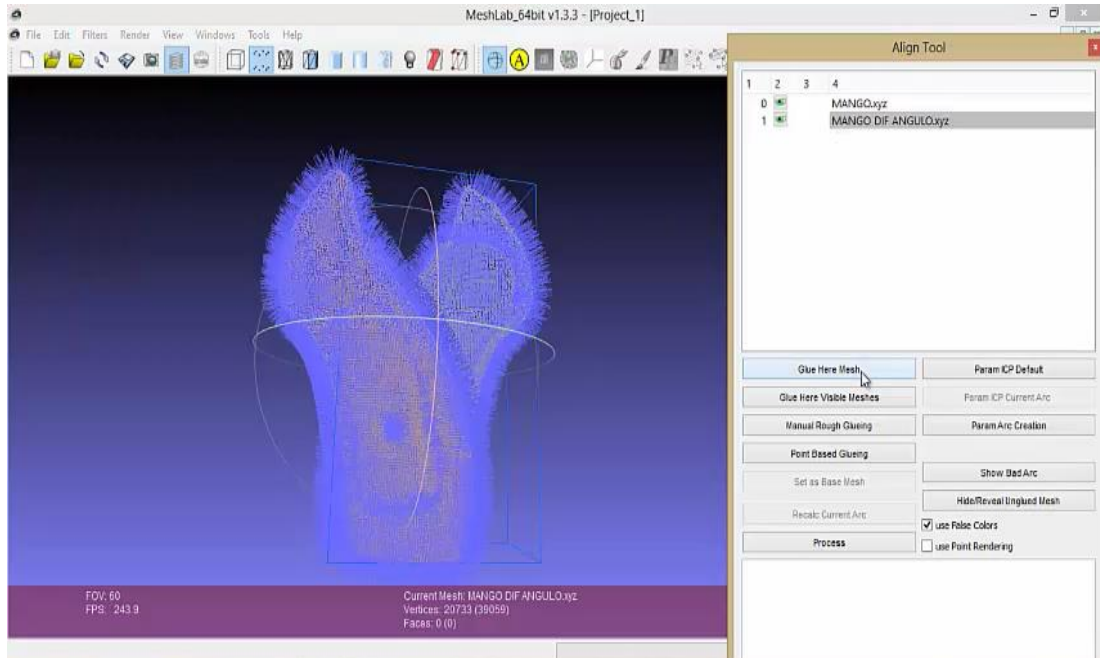 MeshLab_64bit v1.3.3 - [Project_1]
File Edit Filters Render View Windows Tools Help
A
Align Tool
x
1 2 3 4
0 MANGO.xyz
1 MANGO DIF ANGULO.xyz
Glue Here Mesh
Param ICP Default
Glue Here Visible Meshes
Param ICP Current Arc
Manual Rough Glueing
Param Arc Creation
Point Based Glueing
Set as Base Mesh
Show Bad Arc
Recalc Current Arc
Hide/Reveal Unglued Mesh
use False Colors
Process
use Point Rendering
FOV: 60
FPS: 243.9
Current Mesh: MANGO DIF ANGULO.xyz
Vertices: 20733 (39059)
Faces: 0 (0)